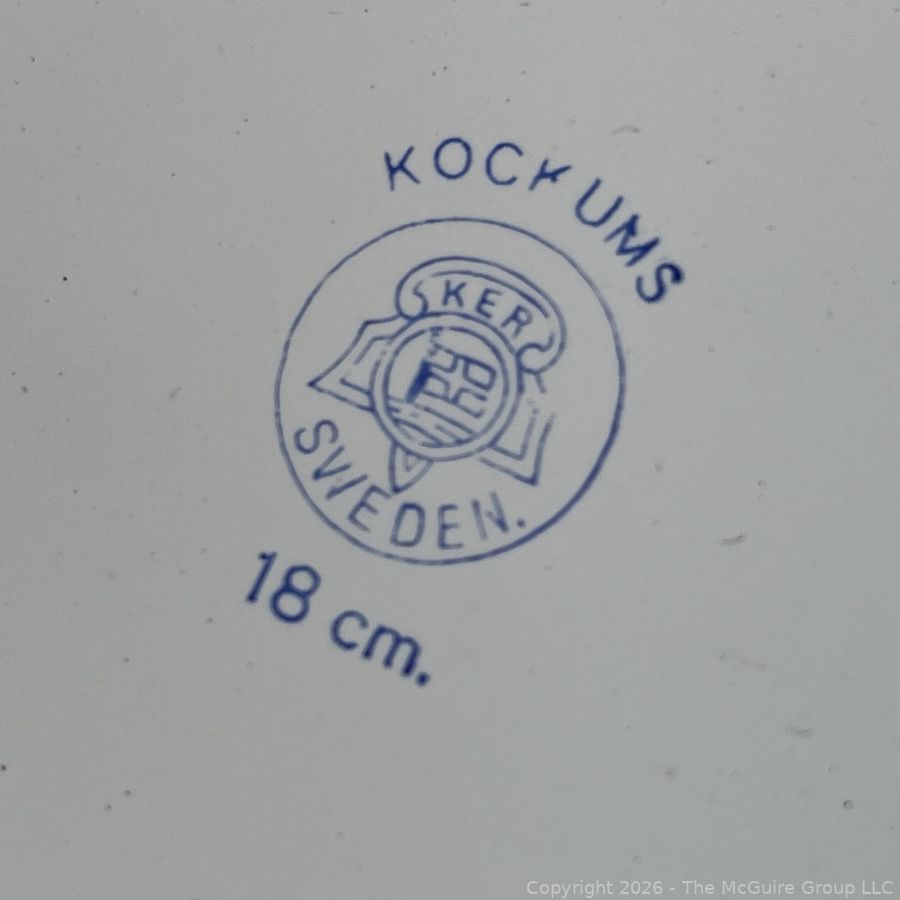 KOCKUMS
KER
SWEDEN.
18 cm.
Copyright 2026 - The McGuire Group LLC